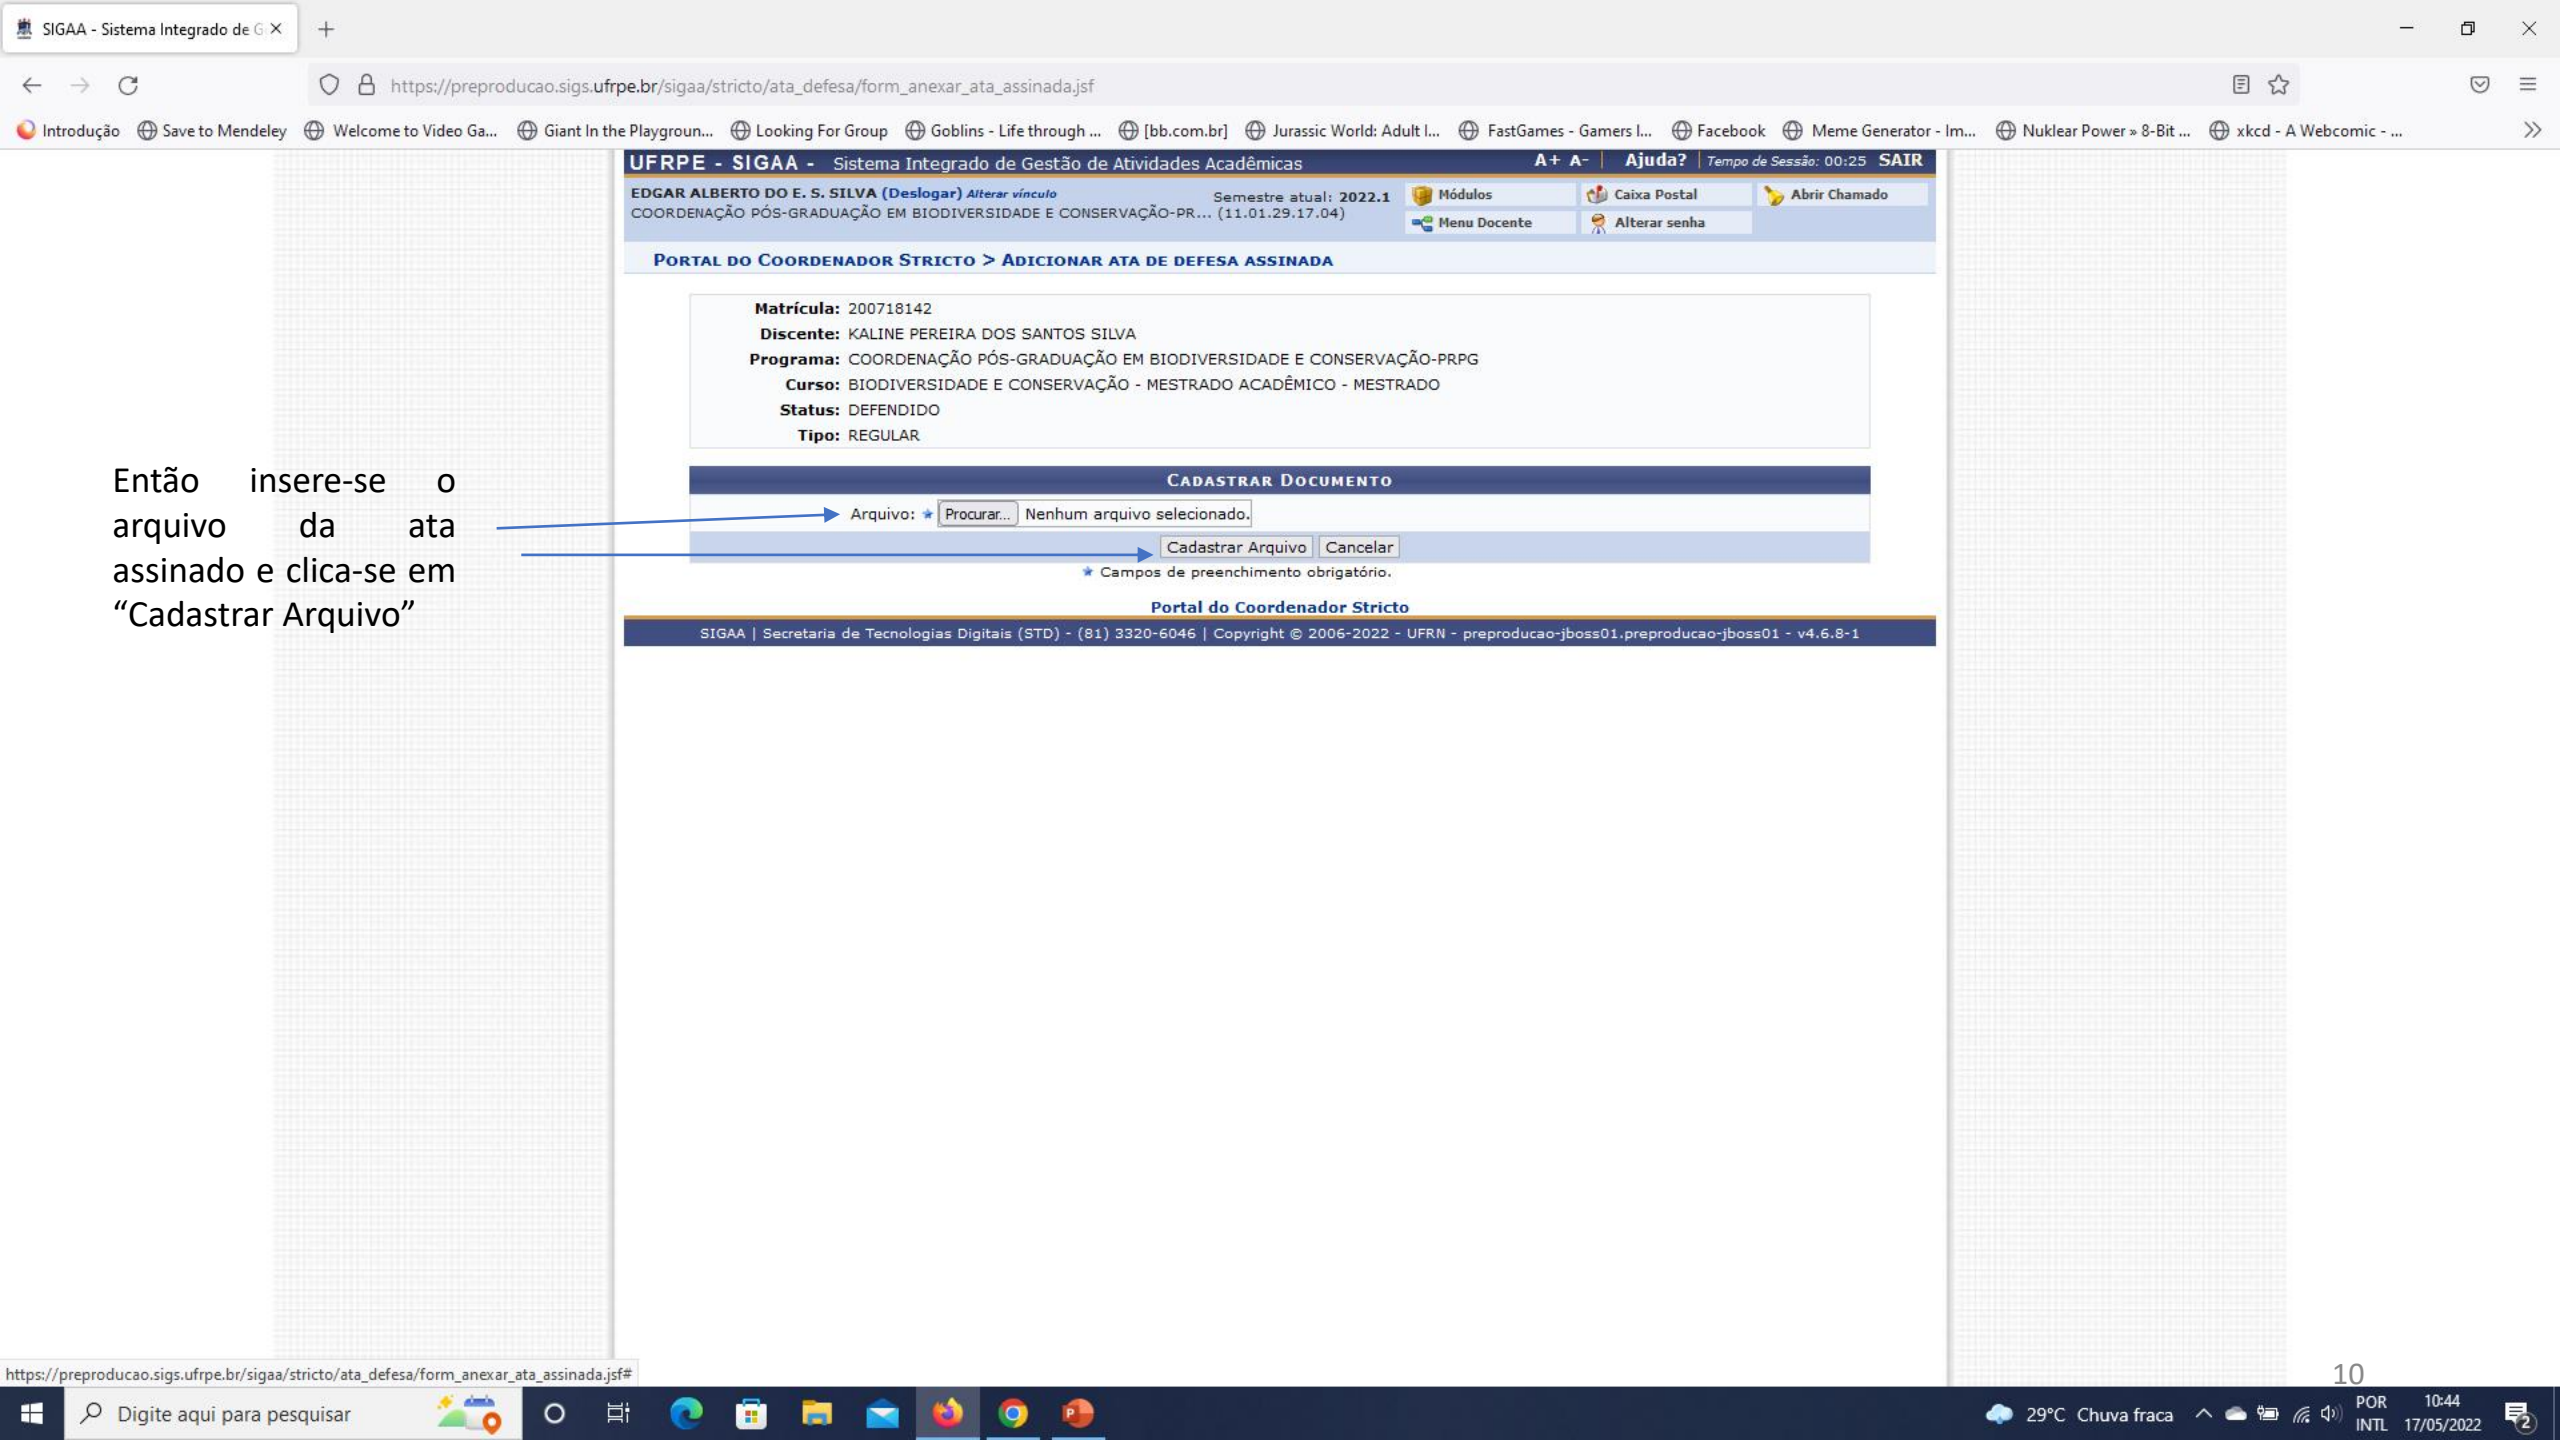 SIGAA - Sistema Integrado de G
https://preproducao.sigs.ufrpe.br/sigaa/stricto/ata_defesa/form_anexar_ata_assinada.jsf
Introdução Save to Mendeley Welcome to Video Ga... Giant In the Playgroun... Looking For Group Goblins - Life through ... [bb.com.br] Jurassic World: Adult I... FastGames - Gamers I... Facebook Meme Generator - Im... Nuklear Power » 8-Bit ... xkcd - A Webcomic - ...
UFRPE - SIGAA - Sistema Integrado de Gestão de Atividades Acadêmicas A+ A- | Ajuda? | Tempo de Sessão: 00:25 SAIR
EDGAR ALBERTO DO E. S. SILVA (Deslogar) Alterar vínculo Semestre atual: 2022.1 Módulos Caixa Postal Abrir Chamado
COORDENAÇÃO PÓS-GRADUAÇÃO EM BIODIVERSIDADE E CONSERVAÇÃO-PR... (11.01.29.17.04)
Menu Docente Alterar senha
PORTAL DO COORDENADOR STRICTO > ADICIONAR ATA DE DEFESA ASSINADA
Matrícula: 200718142
Discente: KALINE PEREIRA DOS SANTOS SILVA
Programa: COORDENAÇÃO PÓS-GRADUAÇÃO EM BIODIVERSIDADE E CONSERVAÇÃO-PRPG
Curso: BIODIVERSIDADE E CONSERVAÇÃO - MESTRADO ACADÊMICO - MESTRADO
Status: DEFENDIDO
Tipo: REGULAR
Então insere-se o
arquivo da ata
assinado e clica-se em
“Cadastrar Arquivo”
CADASTRAR DOCUMENTO
Arquivo: Procurar... Nenhum arquivo selecionado.
Cadastrar Arquivo Cancelar
Campos de preenchimento obrigatório.
Portal do Coordenador Stricto
SIGAA | Secretaria de Tecnologias Digitais (STD) - (81) 3320-6046 | Copyright © 2006-2022 - UFRN - preproducao-jboss01.preproducao-jboss01 - v4.6.8-1
https://preproducao.sigs.ufrpe.br/sigaa/stricto/ata_defesa/form_anexar_ata_assinada.jsf#
10
Digite aqui para pesquisar
29°C Chuva fraca
POR 10:44
INTL 17/05/2022
2